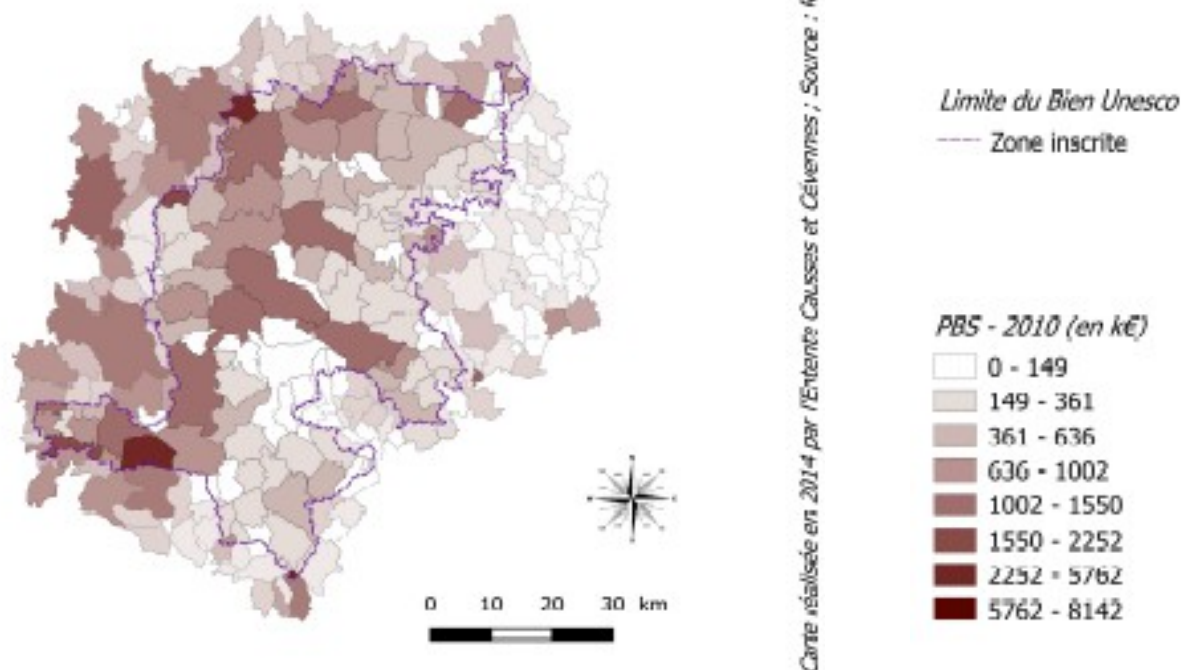 Carte réalisée en 2014 par l'Entente Causses et Cévennes ; Source :
Limite du Bien Unesco
Zone inscrite
PBS - 2010 (en k€)
0 - 149
149 - 361
361 - 636
636 - 1002
1002 - 1550
1550 - 2252
2252 - 5762
5762 - 8142
0 10 20 30 km